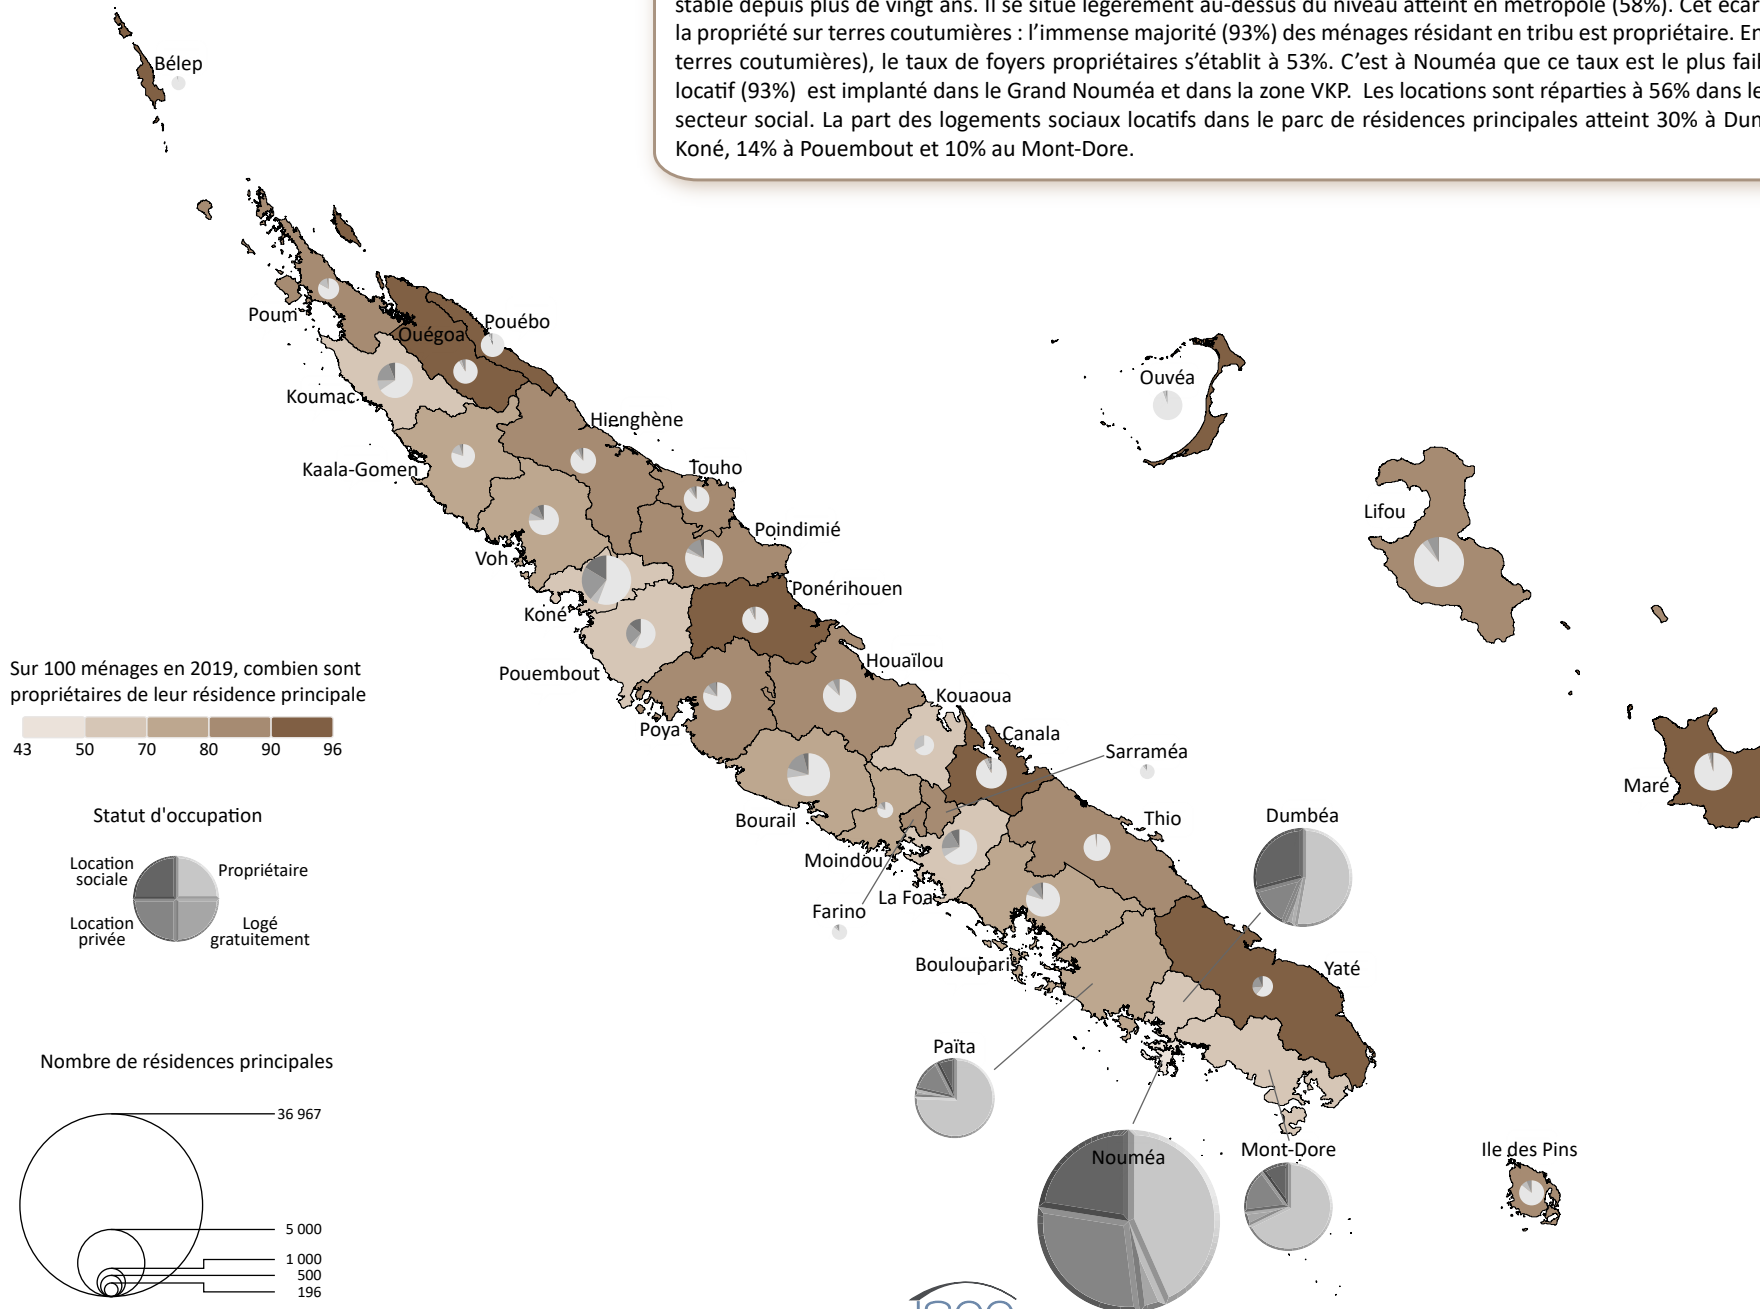 stable depuis plus de vingt ans. Il se situe légèrement au-dessus du niveau atteint en métropole (58%). Cet écar
la propriété sur terres coutumières : l’immense majorité (93%) des ménages résidant en tribu est propriétaire. En
terres coutumières), le taux de foyers propriétaires s’établit à 53%. C’est à Nouméa que ce taux est le plus fail
locatif (93%) est implanté dans le Grand Nouméa et dans la zone VKP. Les locations sont réparties à 56% dans le
secteur social. La part des logements sociaux locatifs dans le parc de résidences principales atteint 30% à Dum
Koné, 14% à Pouembout et 10% au Mont-Dore.
Bélep
Poum
Ouégoa
Pouébo
Koumac
Ouvéa
Hienghène
Kaala-Gomen
Touho
Lifou
Poindimié
Voh
Ponérihouen
Koné
Houaïlou
Pouembout
Kouaoua
Poya
Canala
Sarraméa
Maré
Bourail
Thio
Dumbéa
Moindou
La Foa
Farino
Boulouparis
Yaté
Païta
Nouméa
Mont-Dore
Ile des Pins
Sur 100 ménages en 2019, combien sont
propriétaires de leur résidence principale
43 50 70 80 90 96
Statut d'occupation
Location
sociale
Propriétaire
Location
privée
Logé
gratuitement
Nombre de résidences principales
36 967
5 000
1 000
500
196